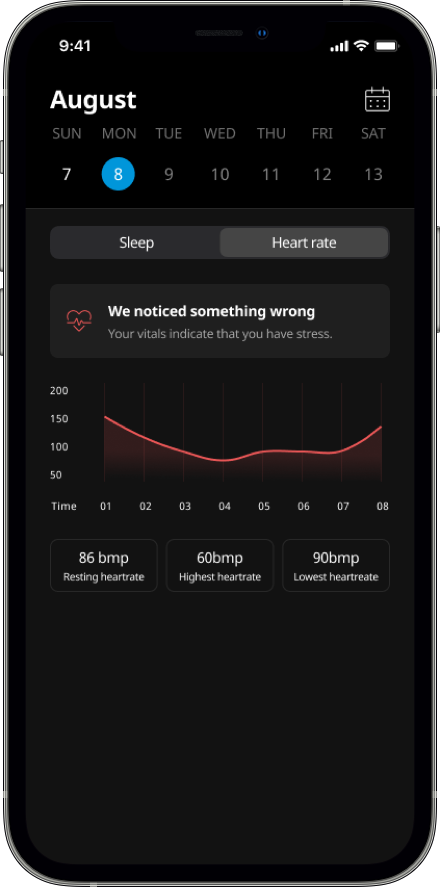 9:41
August
SUN MON TUE WED THU FRI SAT
7 8 9 10 11 12 13
Sleep Heart rate
We noticed something wrong
Your vitals indicate that you have stress.
200
150
100
50
Time 01 02 03 04 05 06 07 08
86 bmp 60bmp 90bmp
Resting heartrate Highest heartrate Lowest heartreate